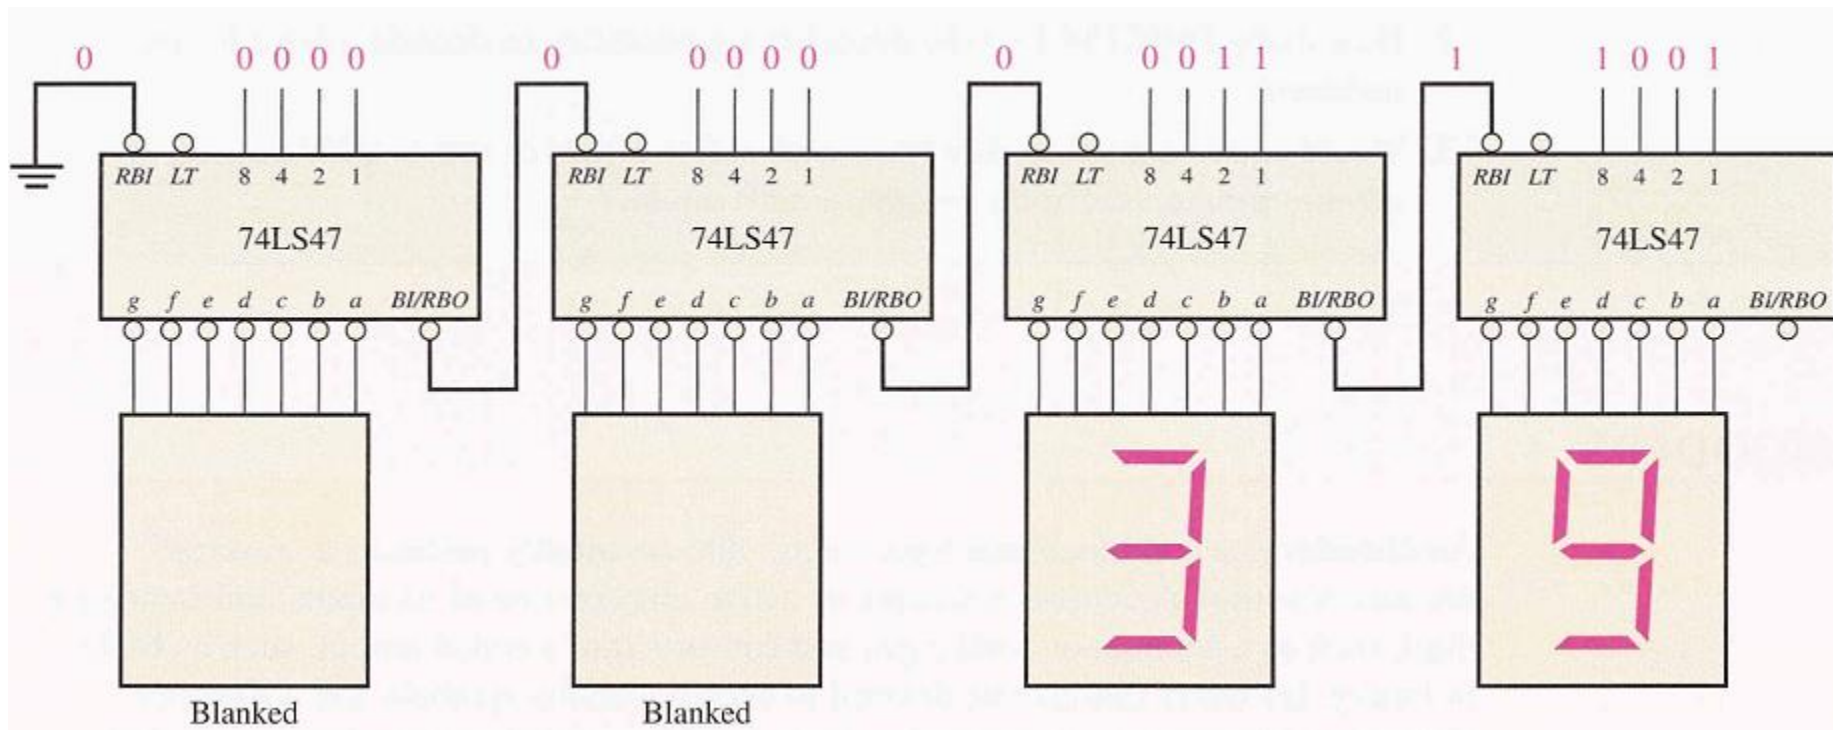 0 0 0 0 0 0 0 0 0 0 0 0 0 1 1 1 1 0 0 1
RBI LT 8 4 2 1 RBI LT 8 4 2 1 RBI LT 8 4 2 1 RBI LT 8 4 2 1
74LS47 74LS47 74LS47 74LS47
g f e d c b a BI/RBO g f e d c b a BI/RBO g f e d c b a BI/RBO g f e d c b a BI/RBO
3 9
Blanked Blanked